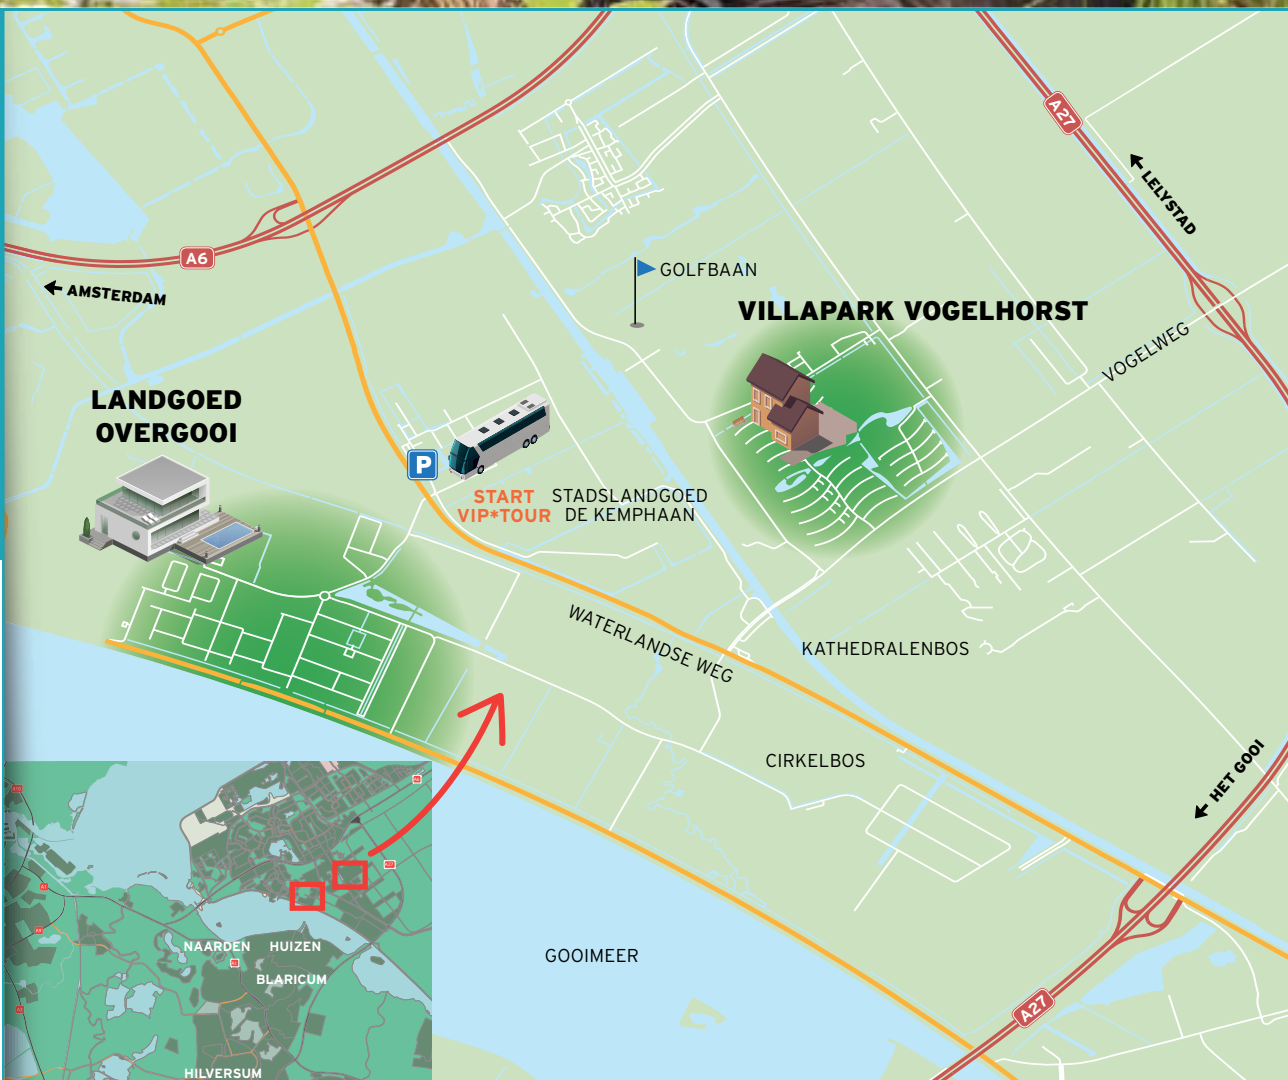 A27
LELYSTAD
A6
AMSTERDAM
GOLFBAAN
VILLAPARK VOGELHORST
VOGELWEG
LANDGOED
OVERGOOI
P
START
VIP*TOUR
STADSLANDGOED
DE KEMPHAAN
WATERLANDSE WEG
KATHEDRALENBOS
CIRKELBOS
HET GOOI
GOOIMEER
A27
NAARDEN
HUIZEN
BLARICUM
HILVERSUM